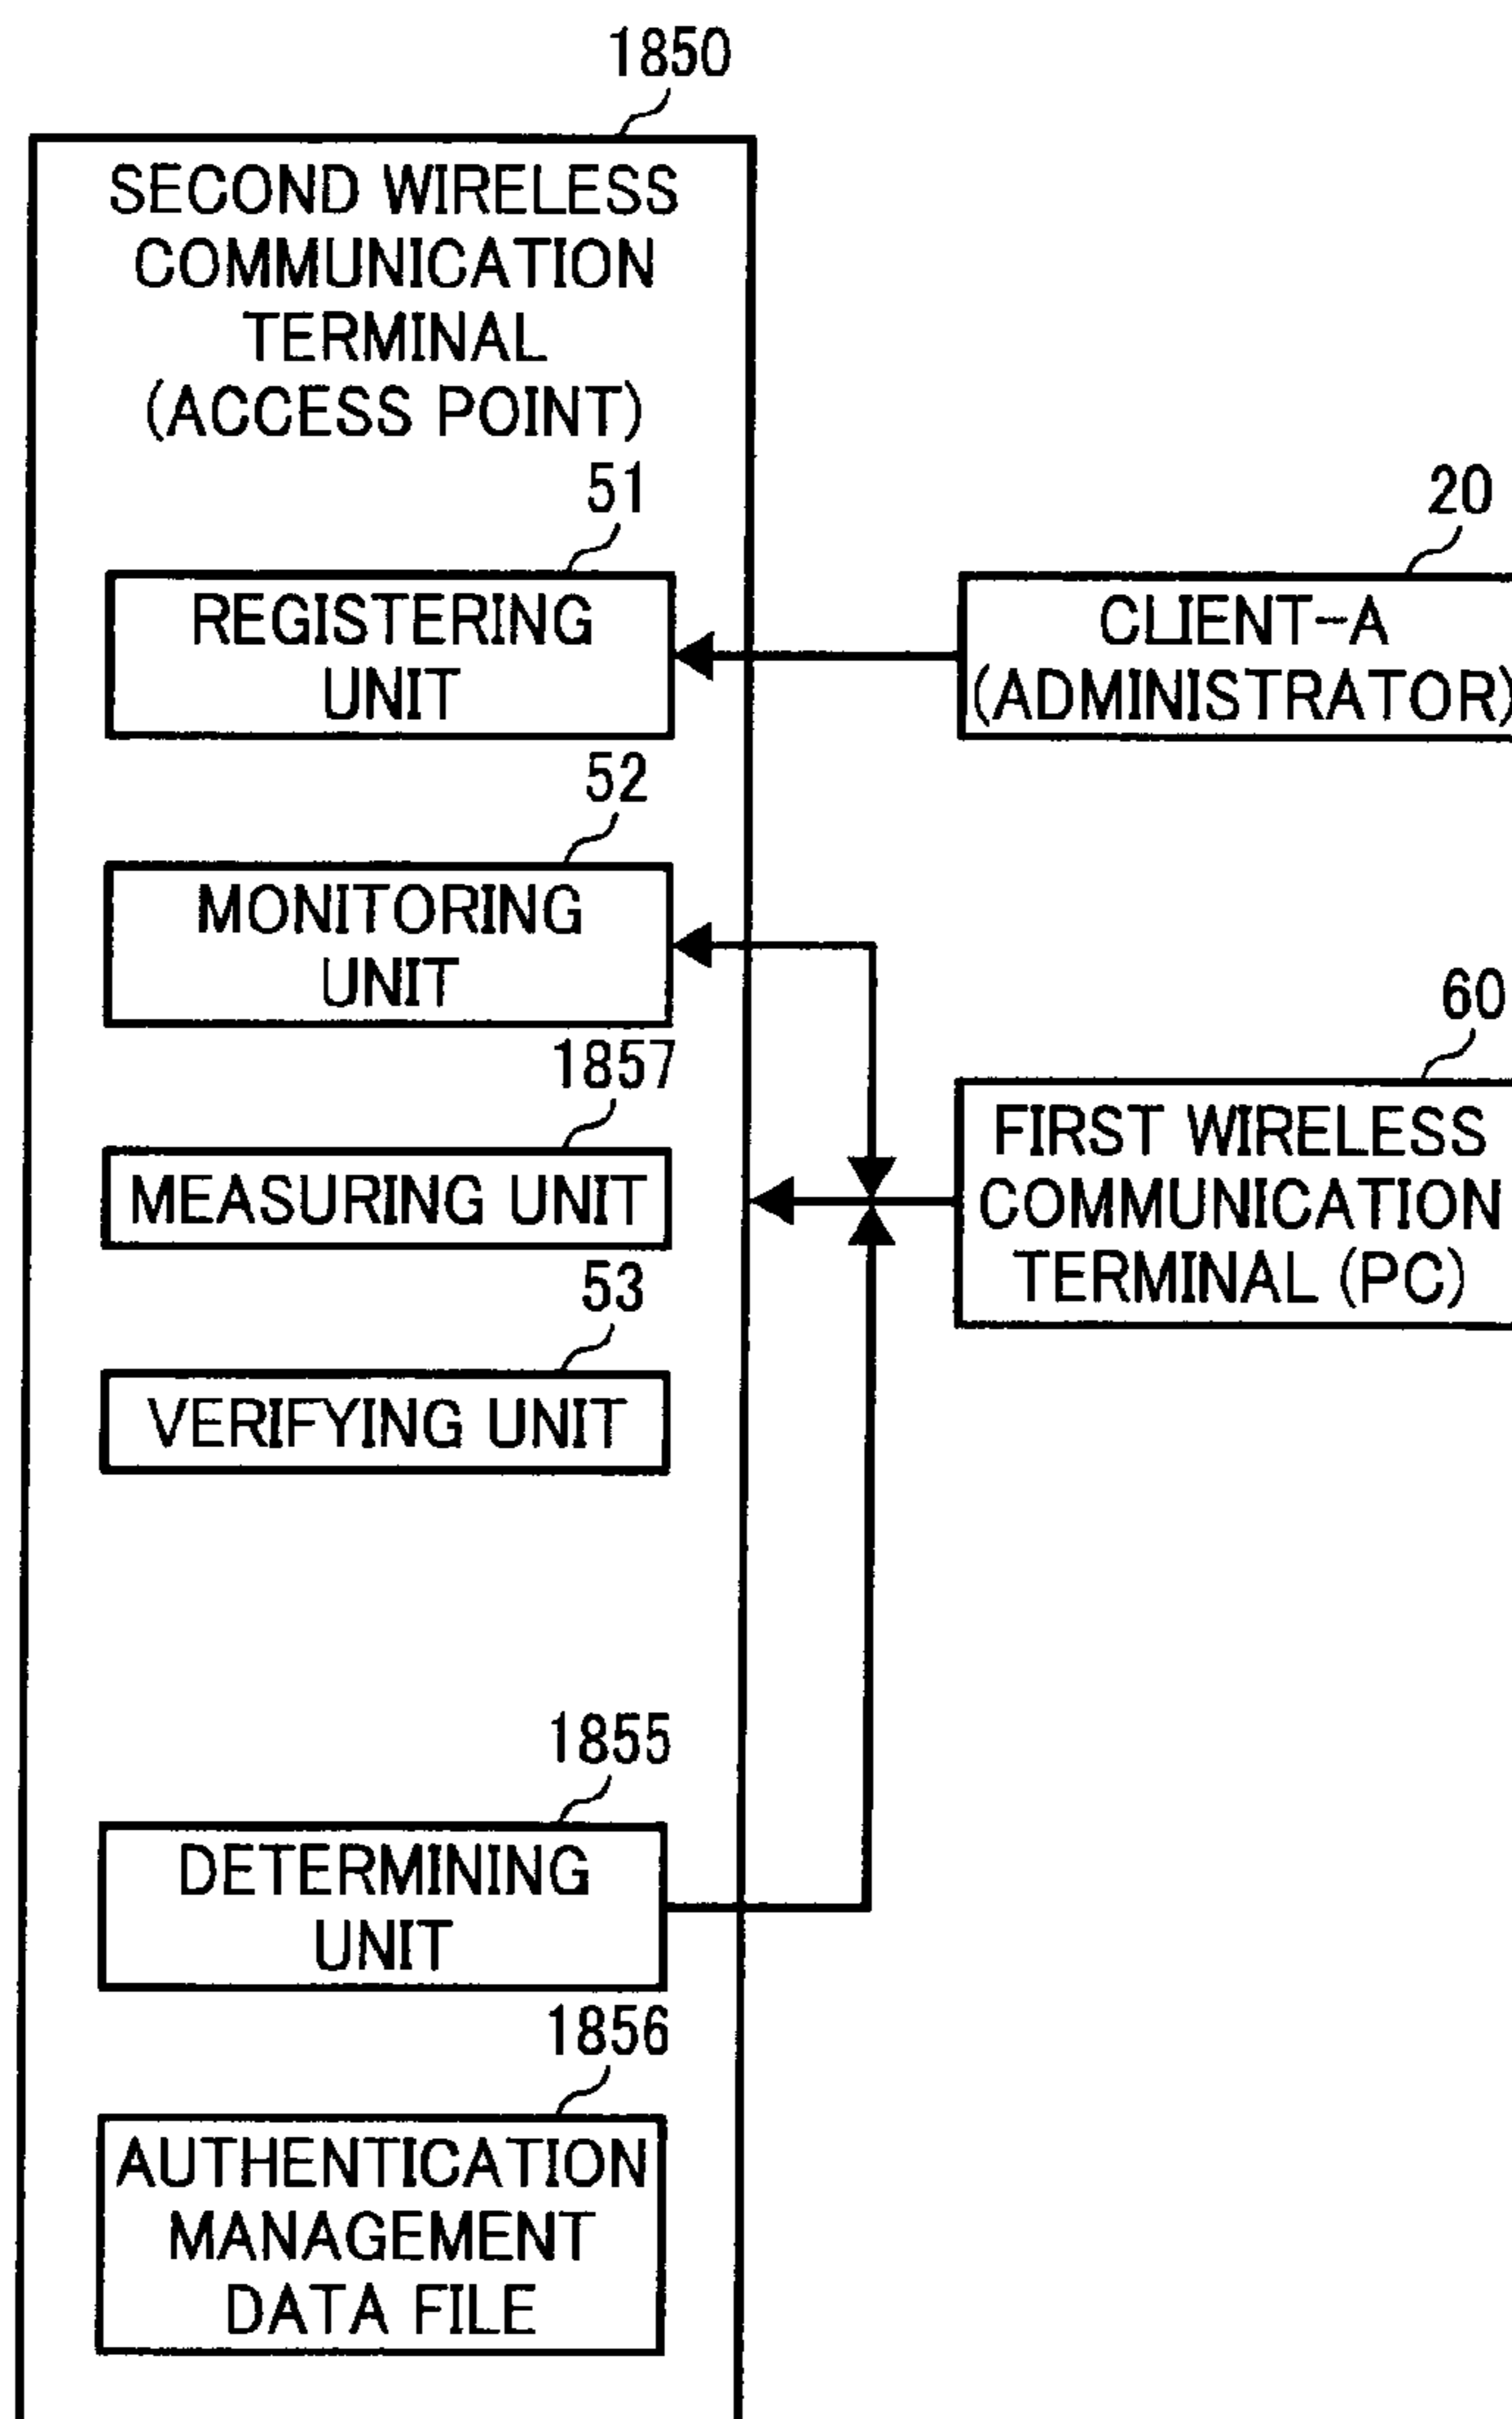 1850
SECOND WIRELESS
COMMUNICATION
TERMINAL
(ACCESS POINT)
51
REGISTERING
UNIT
20
CLIENT-A
(ADMINISTRATOR)
52
MONITORING
UNIT
60
FIRST WIRELESS
COMMUNICATION
TERMINAL (PC)
1857
MEASURING UNIT
53
VERIFYING UNIT
1855
DETERMINING
UNIT
1856
AUTHENTICATION
MANAGEMENT
DATA FILE